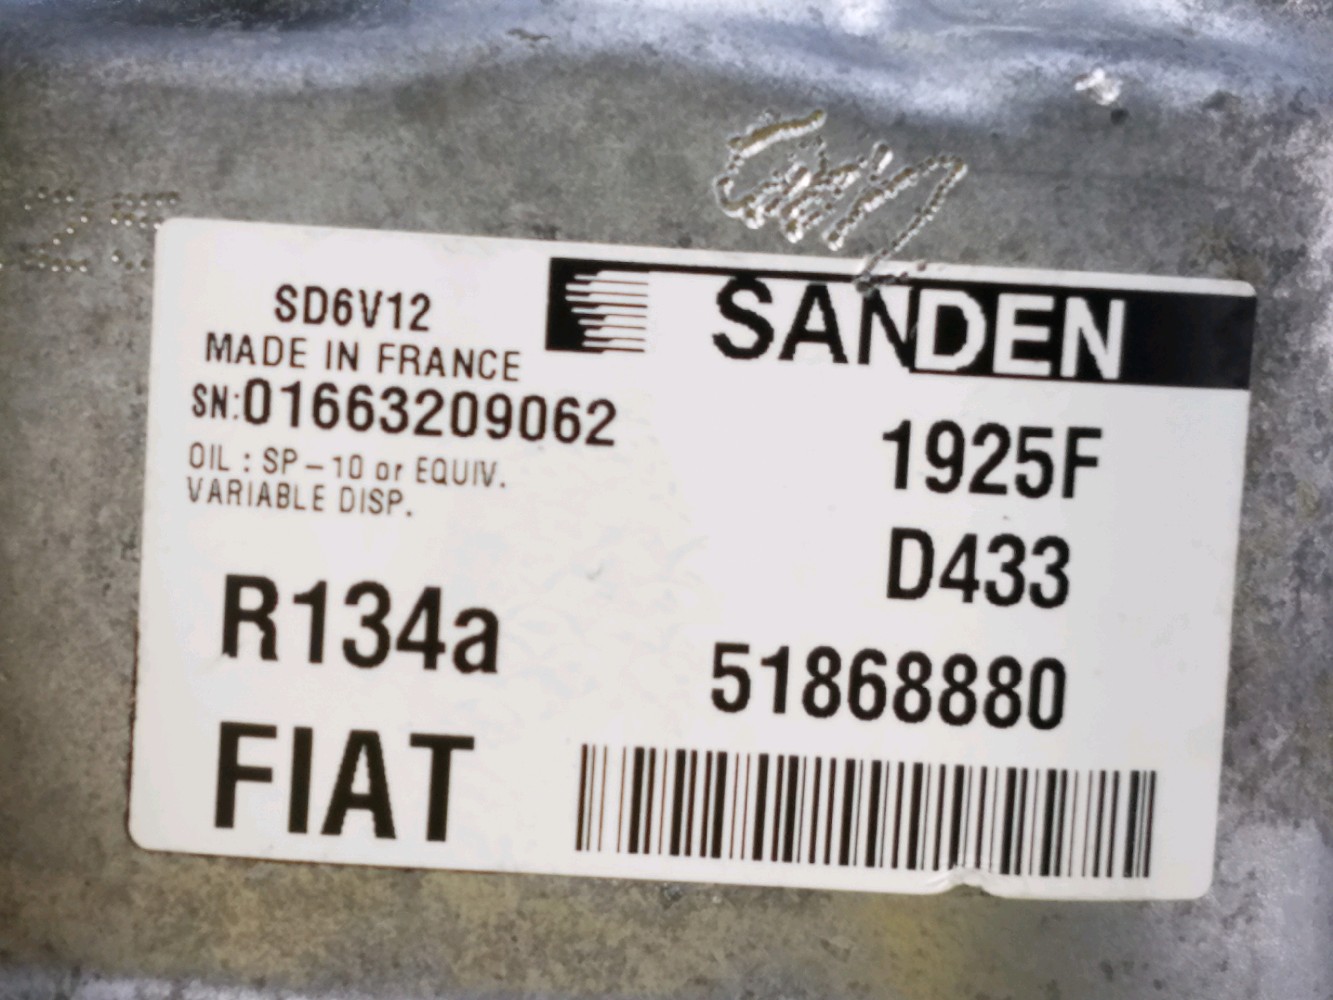 SD6V12
MADE IN FRANCE
SN:01663209062
OIL : SP-10 or EQUIV.
VARIABLE DISP.
R134a
FIAT
SANDEN
1925F
D433
51868880